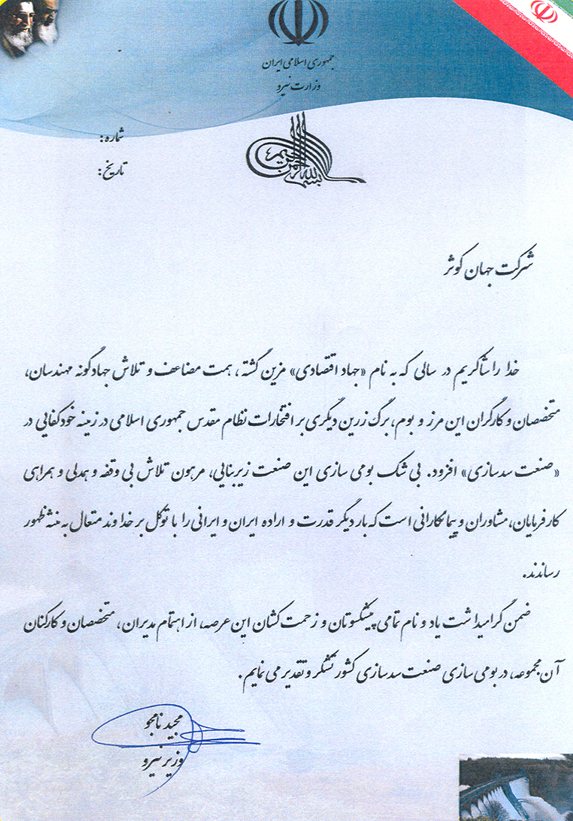 جمهوری اسلامی ایران
وزارت نیرو
بسم الله الرحمن الرحیم
شماره:
تاریخ:
شرکت جهان کوثر
خدا را شاکریم در سالی که به نام «جهاد اقتصادی» مزین گشته، همت مضاعف و تلاش جهادگونه مهندسان،
متخصصان و کارگران این مرز و بوم، برگ زرین دیگری بر افتخارات نظام مقدس جمهوری اسلامی در زمینه خودکفایی در
«صنعت سدسازی» افزود. بی شک بومی سازی این صنعت زیربنایی، مرهون تلاش بی وقفه و همدلی و همراهی
کارفرمایان، مشاوران و پیمانکارانی است که بار دیگر قدرت و اراده ایران و ایرانی را با توکل بر خداوند متعال به منصه ظهور
رساندند.
ضمن گرامیداشت یاد و نام تمامی پیشکسوتان و زحمت کشان این عرصه، از اهتمام مدیران، متخصصان و کارکنان
آن مجموعه، در بومی سازی صنعت سدسازی کشور تشکر و تقدیر می نمایم.
مجید نامجو
وزیر نیرو